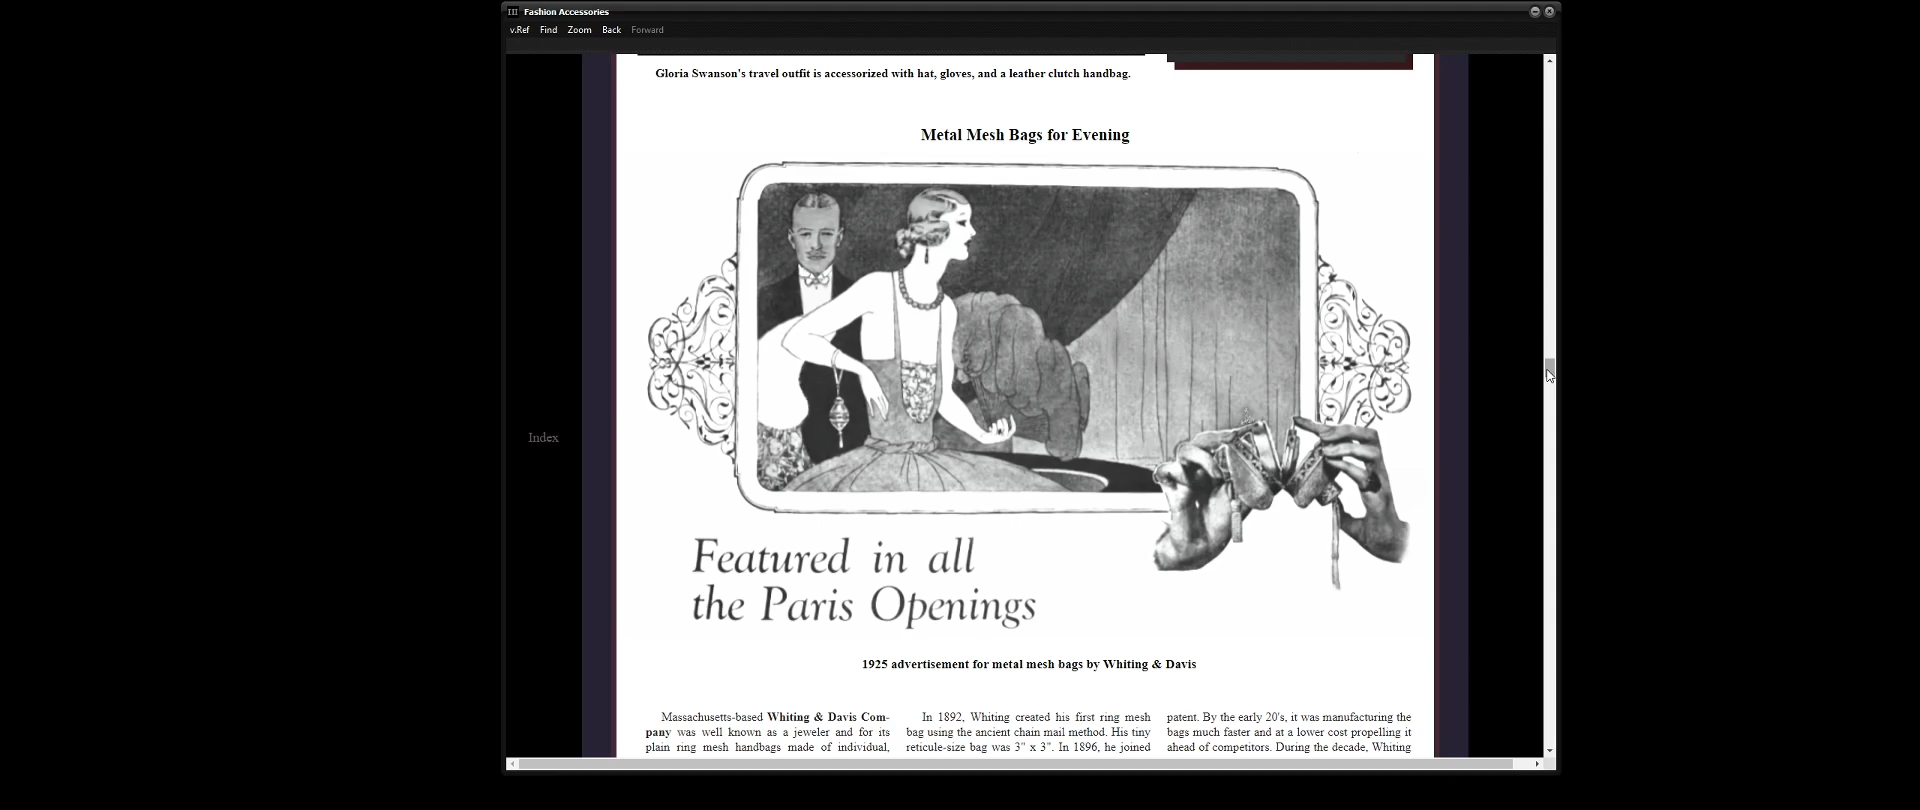 Fashion Accessories
v.Ref Find Zoom Back Forward
Gloria Swanson's travel outfit is accessorized with hat, gloves, and a leather clutch handbag.
Metal Mesh Bags for Evening
Index
Featured in all
the Paris Openings
1925 advertisement for metal mesh bags by Whiting & Davis
Massachusetts-based Whiting & Davis Com-
pany was well known as a jeweler and for its
plain ring mesh handbags made of individual,
In 1892, Whiting created his first ring mesh
bag using the ancient chain mail method. His tiny
reticule-size bag was 3" x 3". In 1896, he joined
patent. By the early 20's, it was manufacturing the
bags much faster and at a lower cost propelling it
ahead of competitors. During the decade, Whiting